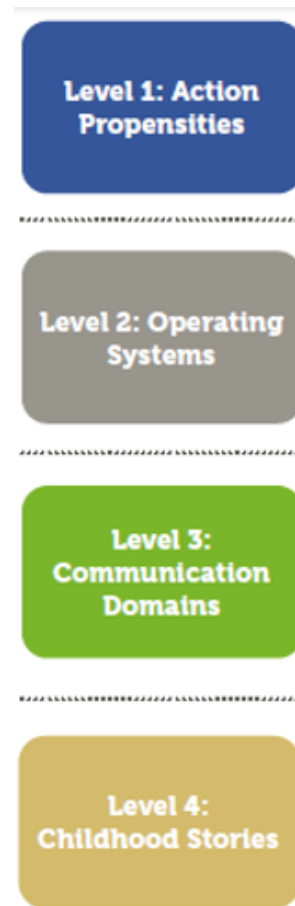 Level 1: Action
Propensities
Level 2: Operating
Systems
Level 3:
Communication
Domains
Level 4:
Childhood Stories